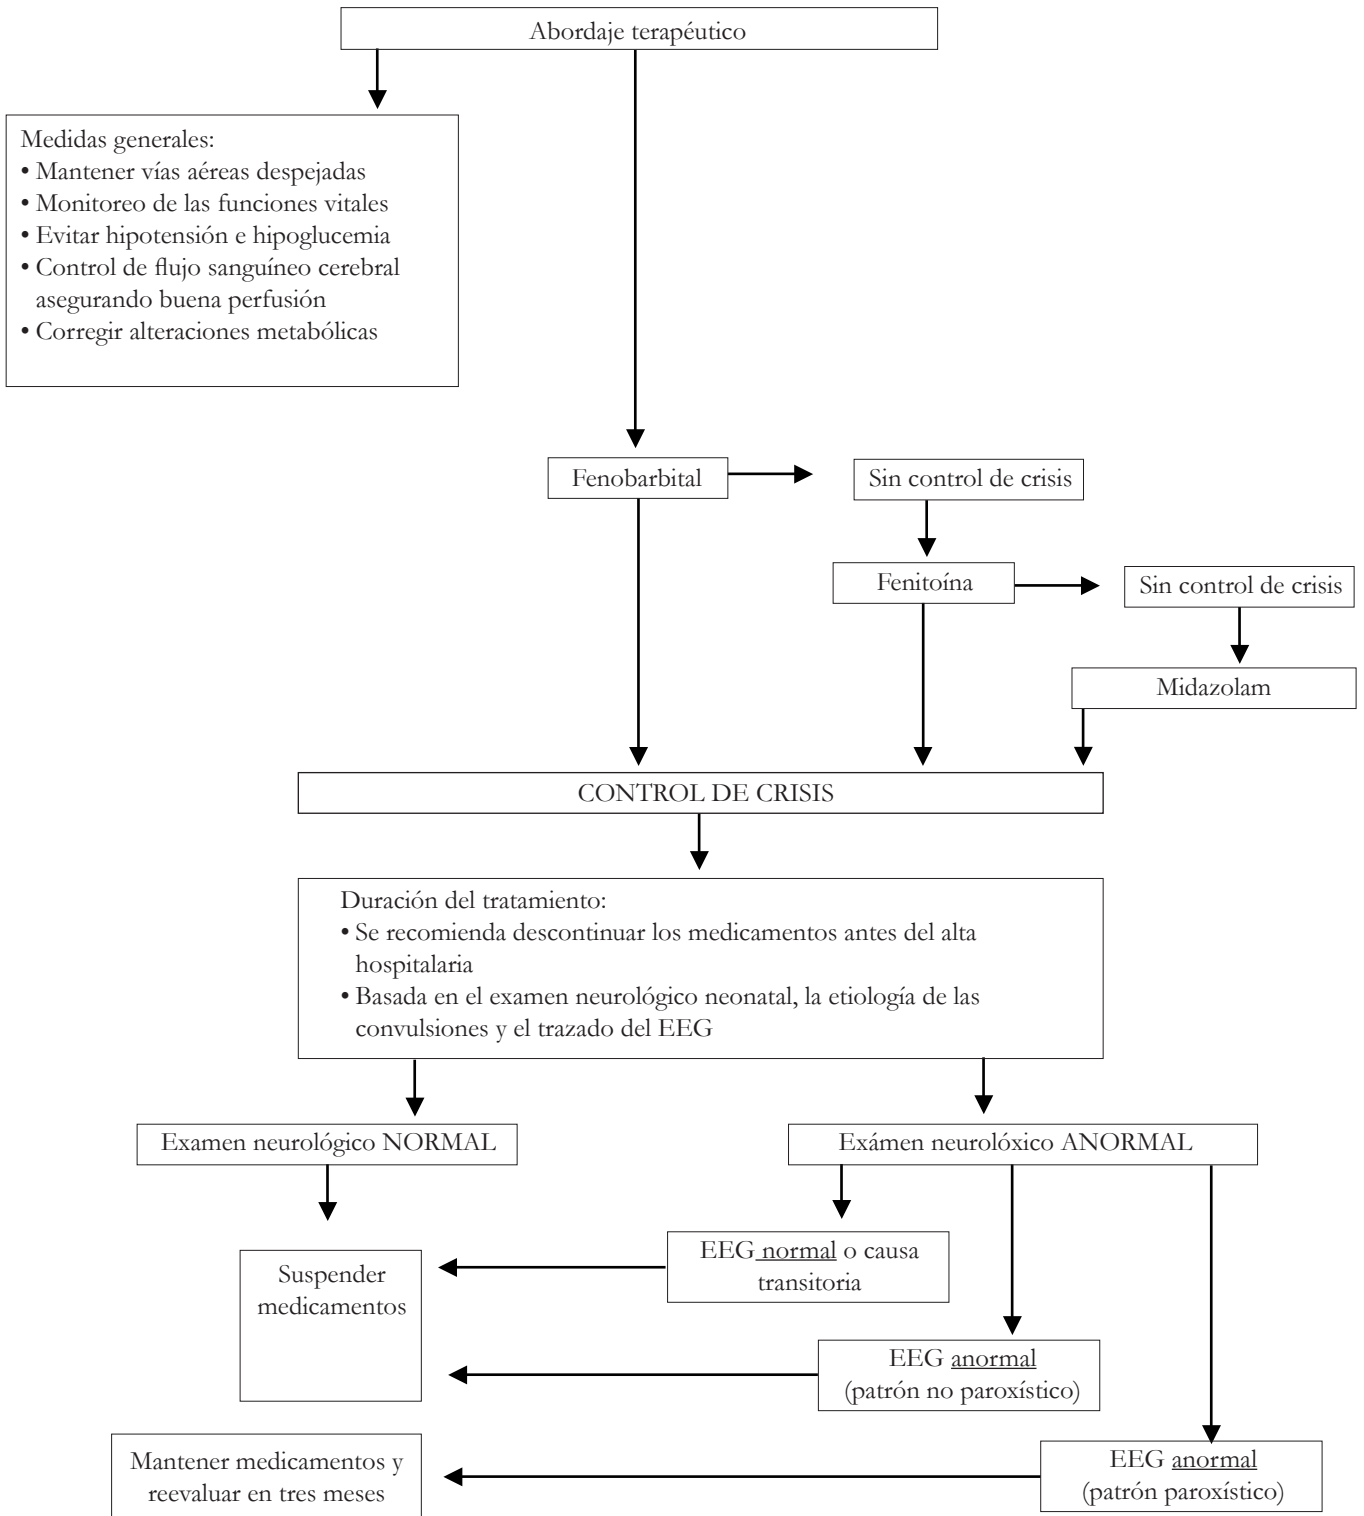 Abordaje terapéutico
Medidas generales:
• Mantener vías aéreas despejadas
• Monitoreo de las funciones vitales
• Evitar hipotensión e hipoglucemia
• Control de flujo sanguíneo cerebral
asegurando buena perfusión
• Corregir alteraciones metabólicas
Fenobarbital
Sin control de crisis
Fenitoína
Sin control de crisis
Midazolam
CONTROL DE CRISIS
Duración del tratamiento:
• Se recomienda descontinuar los medicamentos antes del alta
hospitalaria
• Basada en el examen neurológico neonatal, la etiología de las
convulsiones y el trazado del EEG
Examen neurológico NORMAL
Exámen neurolóxico ANORMAL
EEG normal o causa
transitoria
Suspender
medicamentos
EEG anormal
(patrón no paroxístico)
Mantener medicamentos y
reevaluar en tres meses
EEG anormal
(patrón paroxístico)